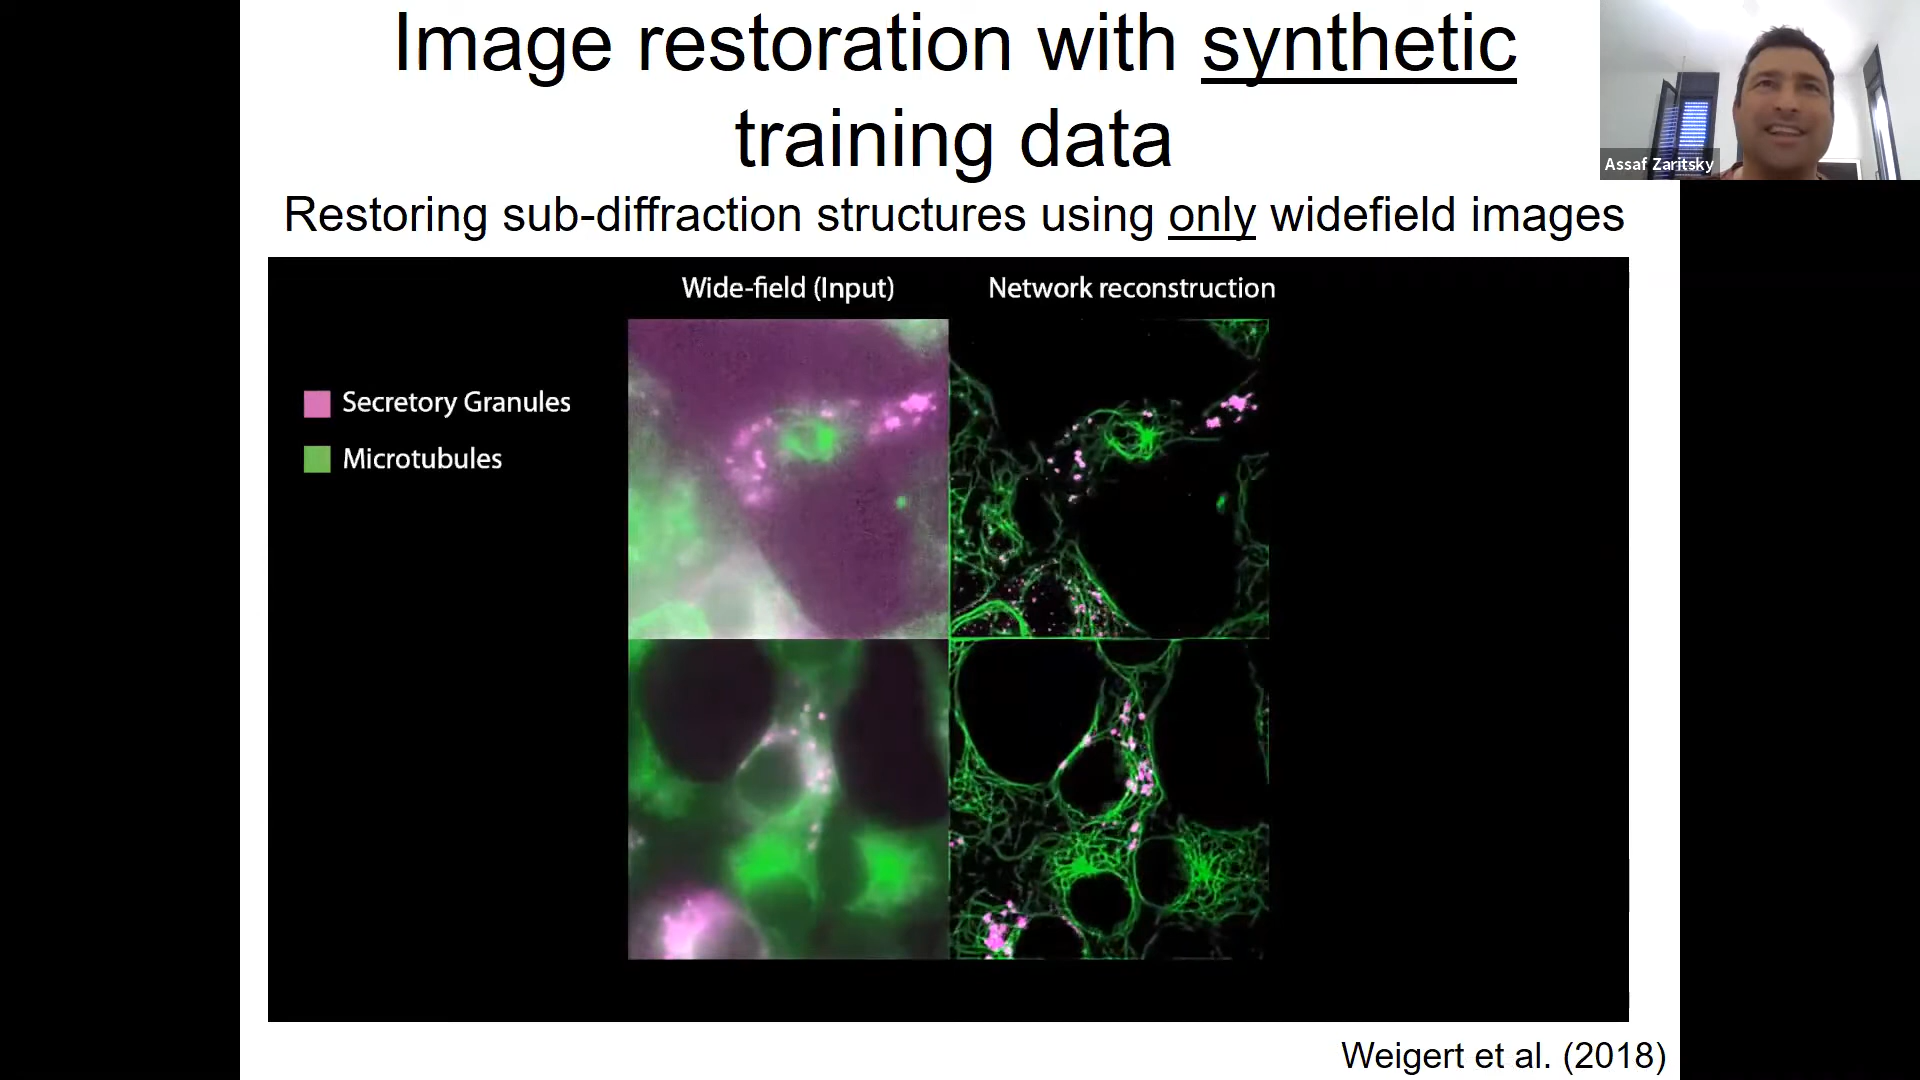 Image restoration with synthetic
training data
Assaf Zaritsky
Restoring sub-diffraction structures using only widefield images
Wide-field (Input)
Network reconstruction
Secretory Granules
Microtubules
Weigert et al. (2018)